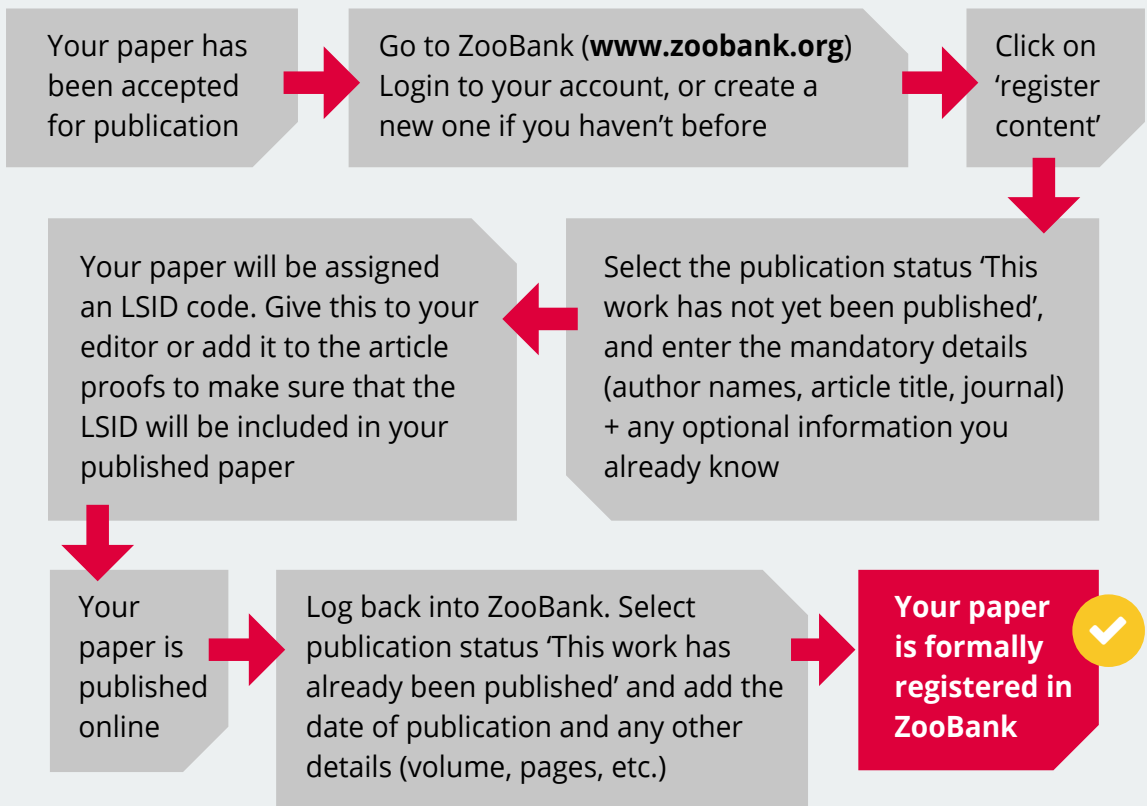 Your paper has
been accepted
for publication
Go to ZooBank (www.zoobank.org)
Login to your account, or create a
new one if you haven’t before
Click on
‘register
content’
Select the publication status ‘This
work has not yet been published’,
and enter the mandatory details
(author names, article title, journal)
+ any optional information you
already know
Your paper will be assigned
an LSID code. Give this to your
editor or add it to the article
proofs to make sure that the
LSID will be included in your
published paper
Your
paper is
published
online
Log back into ZooBank. Select
publication status ‘This work has
already been published’ and add the
date of publication and any other
details (volume, pages, etc.)
Your paper
is formally
registered in
ZooBank